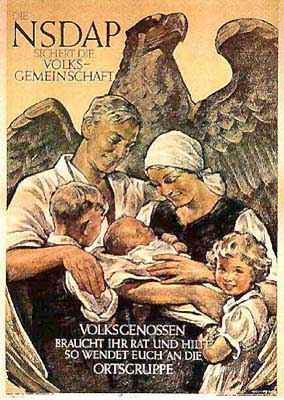 DIE
NSDAP
SICHERT DIE
VOLKS-
GEMEINSCHAFT
VOLKSGENOSSEN
BRAUCHT IHR RAT UND HILFE
SO WENDET EUCH AN DIE
ORTSGRUPPE